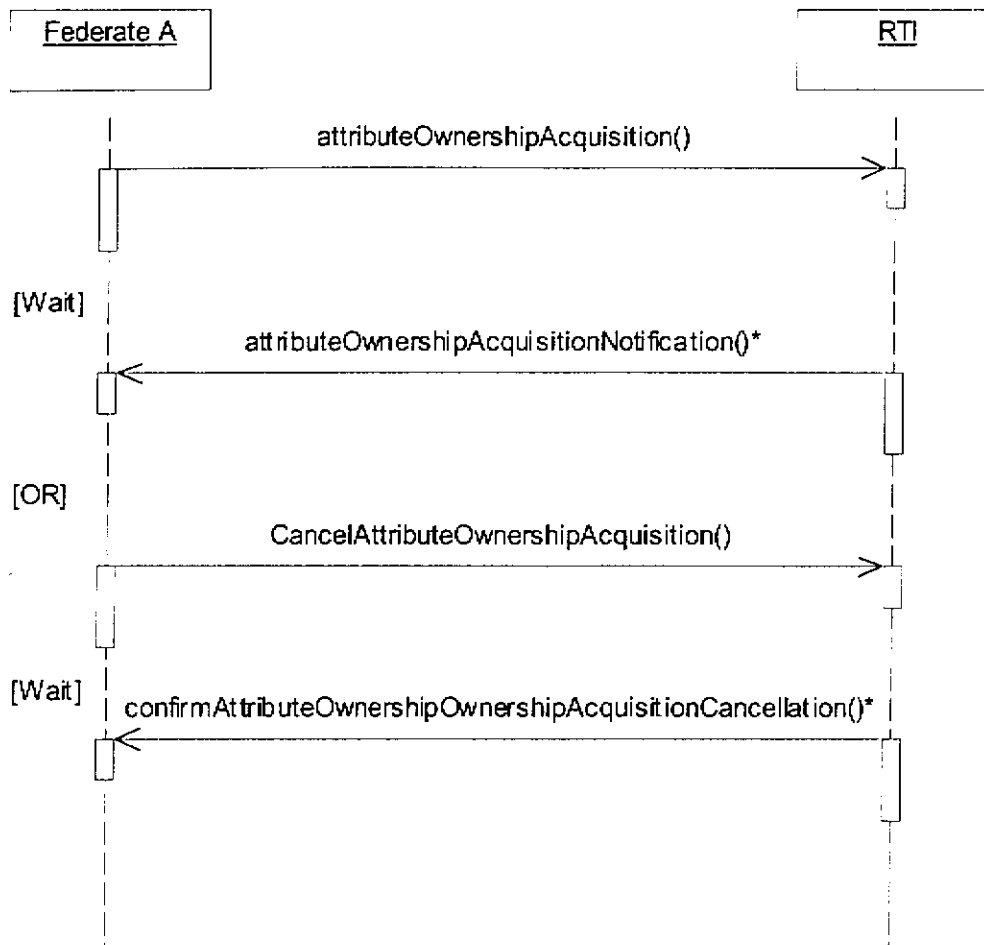 Federate A
RTI
attributeOwnershipAcquisition()
[Wait]
attributeOwnershipAcquisitionNotification()*
[OR]
CancelAttributeOwnershipAcquisition()
[Wait]
confirmAttributeOwnershipOwnershipAcquisitionCancellation()*